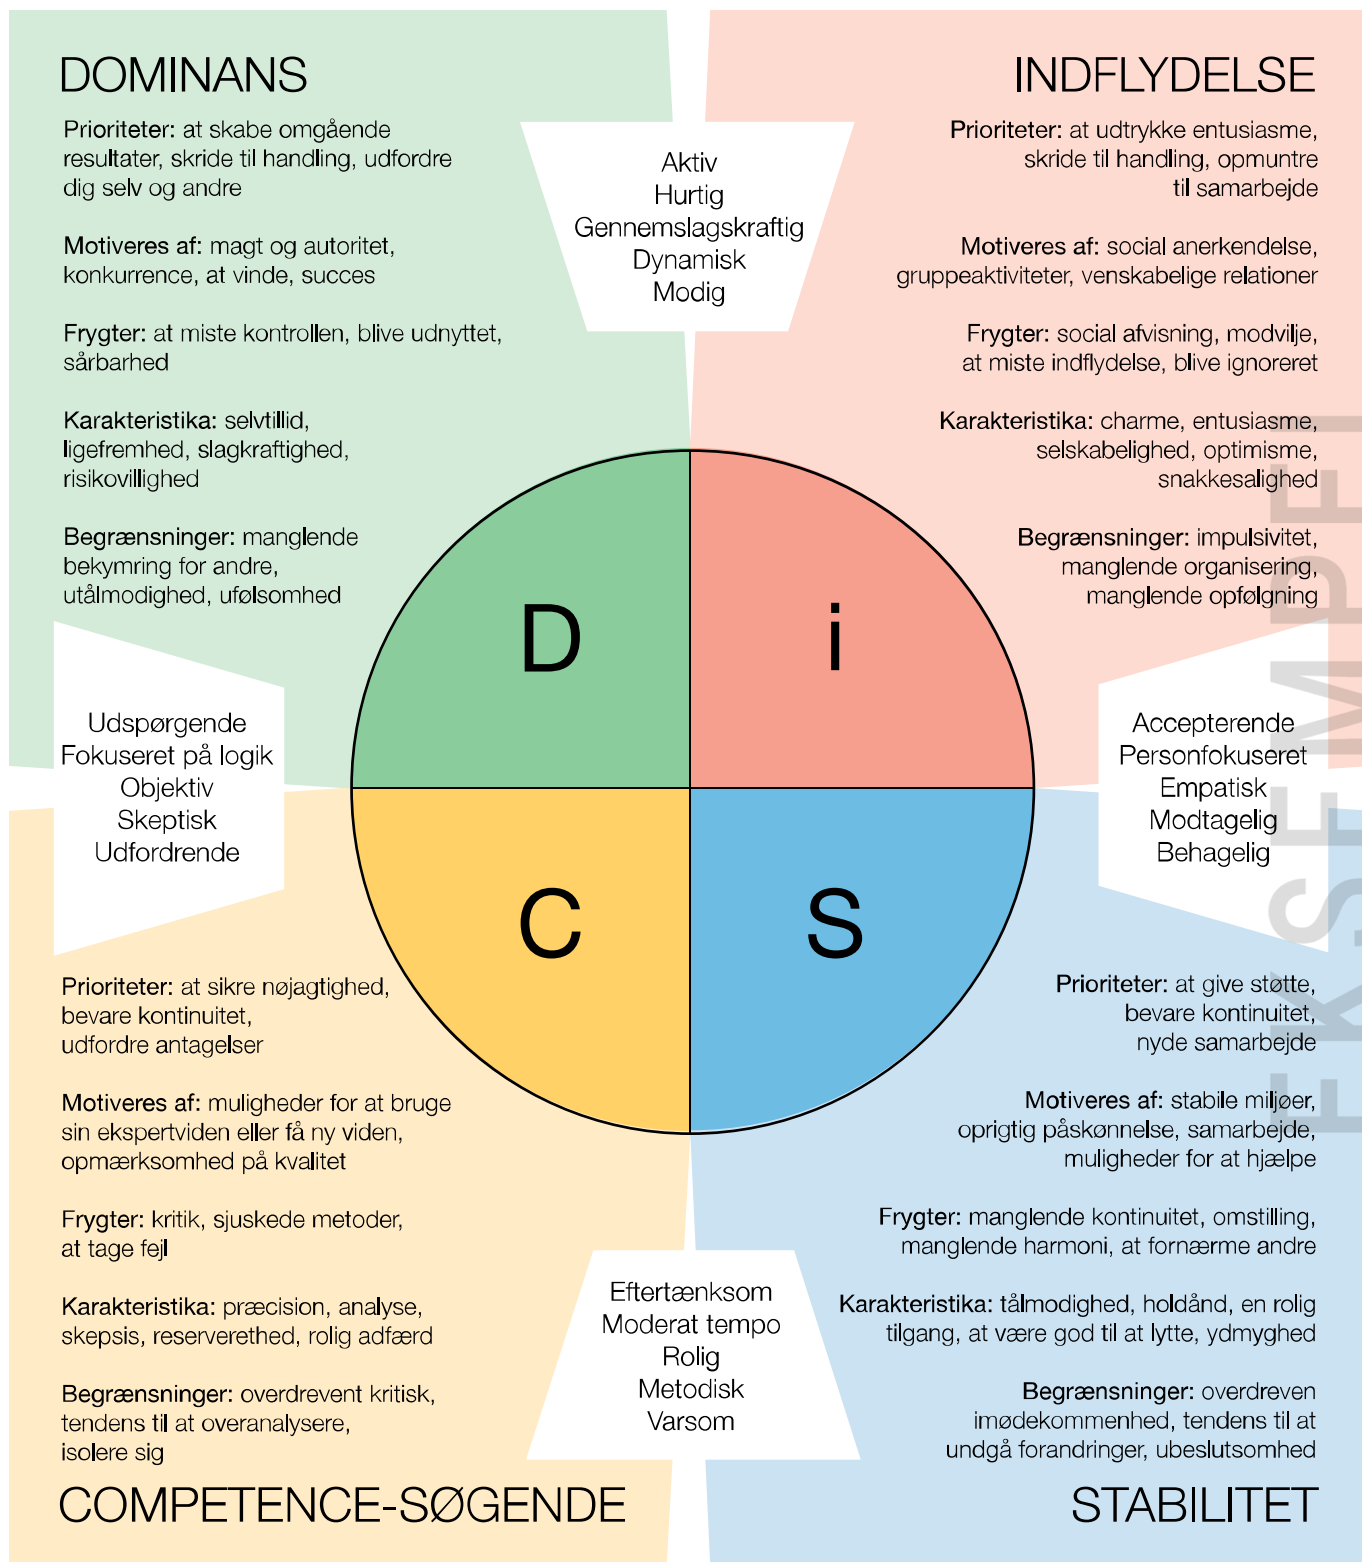 DOMINANS
Prioriteter: at skabe omgående
resultater, skride til handling, udfordre
dig selv og andre
Motiveres af: magt og autoritet,
konkurrence, at vinde, succes
Frygter: at miste kontrollen, blive udnyttet,
sårbarhed
Karakteristika: selvtillid,
ligefremhed, slagkraftighed,
risikovillighed
Begrænsninger: manglende
bekymring for andre,
utålmodighed, ufølsomhed
Aktiv
Hurtig
Gennemslagskraftig
Dynamisk
Modig
INDFLYDELSE
Prioriteter: at udtrykke entusiasme,
skride til handling, opmuntre
til samarbejde
Motiveres af: social anerkendelse,
gruppeaktiviteter, venskabelige relationer
Frygter: social afvisning, modvilje,
at miste indflydelse, blive ignoreret
Karakteristika: charme, entusiasme,
selskabelighed, optimisme,
snakkesalighed
Begrænsninger: impulsivitet,
manglende organisering,
manglende opfølgning
D
i
Udspørgende
Fokuseret på logik
Objektiv
Skeptisk
Udfordrende
Accepterende
Personfokuseret
Empatisk
Modtagelig
Behagelig
C
S
Prioriteter: at sikre nøjagtighed,
bevare kontinuitet,
udfordre antagelser
Motiveres af: muligheder for at bruge
sin ekspertviden eller få ny viden,
opmærksomhed på kvalitet
Frygter: kritik, sjuskede metoder,
at tage fejl
Karakteristika: præcision, analyse,
skepsis, reserverethed, rolig adfærd
Begrænsninger: overdrevent kritisk,
tendens til at overanalysere,
isolere sig
COMPETENCE-SØGENDE
Eftertænksom
Moderat tempo
Rolig
Metodisk
Varsom
Prioriteter: at give støtte,
bevare kontinuitet,
nyde samarbejde
Motiveres af: stabile miljøer,
oprigtig påskønnelse, samarbejde,
muligheder for at hjælpe
Frygter: manglende kontinuitet, omstilling,
manglende harmoni, at fornærme andre
Karakteristika: tålmodighed, holdånd, en rolig
tilgang, at være god til at lytte, ydmyghed
Begrænsninger: overdreven
imødekommenhed, tendens til at
undgå forandringer, ubeslutsomhed
STABILITET
EKSEMPEL